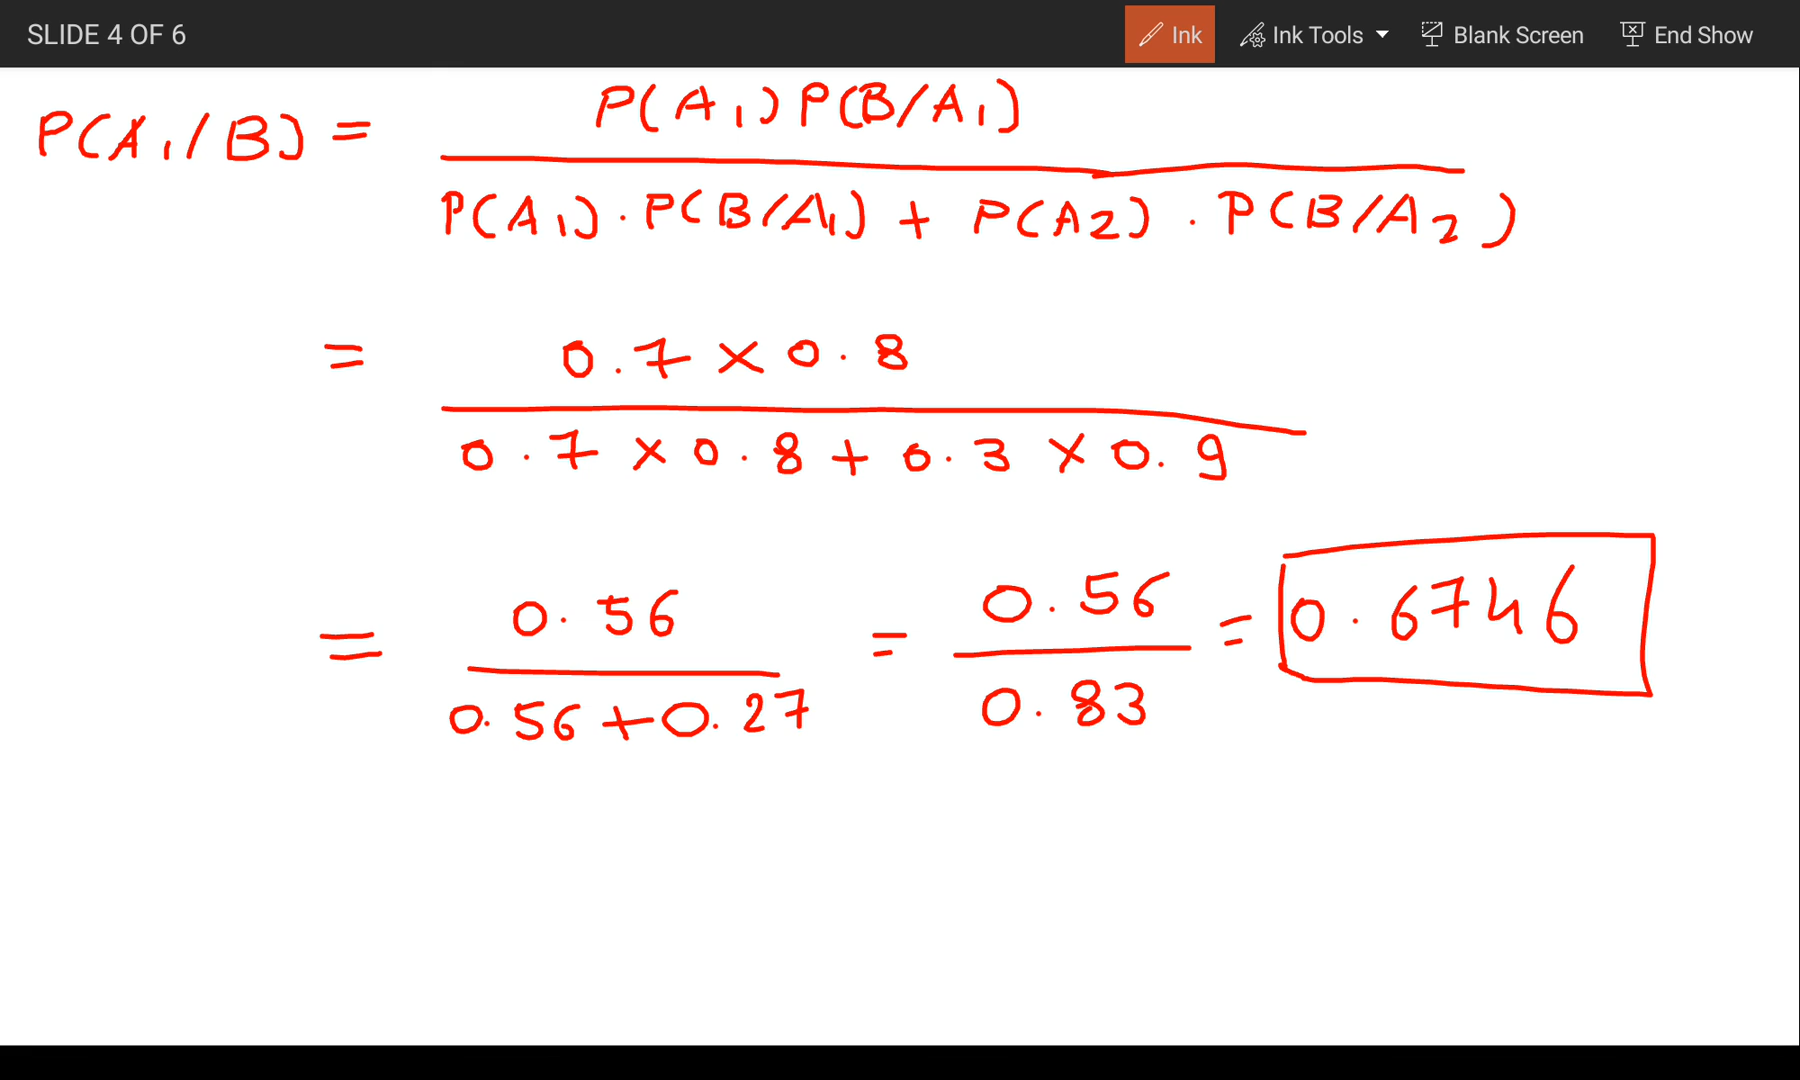 SLIDE 4 OF 6 Ink Ink Tools Blank Screen End Show
P(A1)P(B/A1)
P(A1/B) =
P(A1).P(B/A1) + P(A2) . P(B/A2)
= 0.7 × 0.8
0.7 × 0.8 + 0.3 × 0.9
= 0.56 = 0.56 = 0.6746
0.56+0.27 0.83